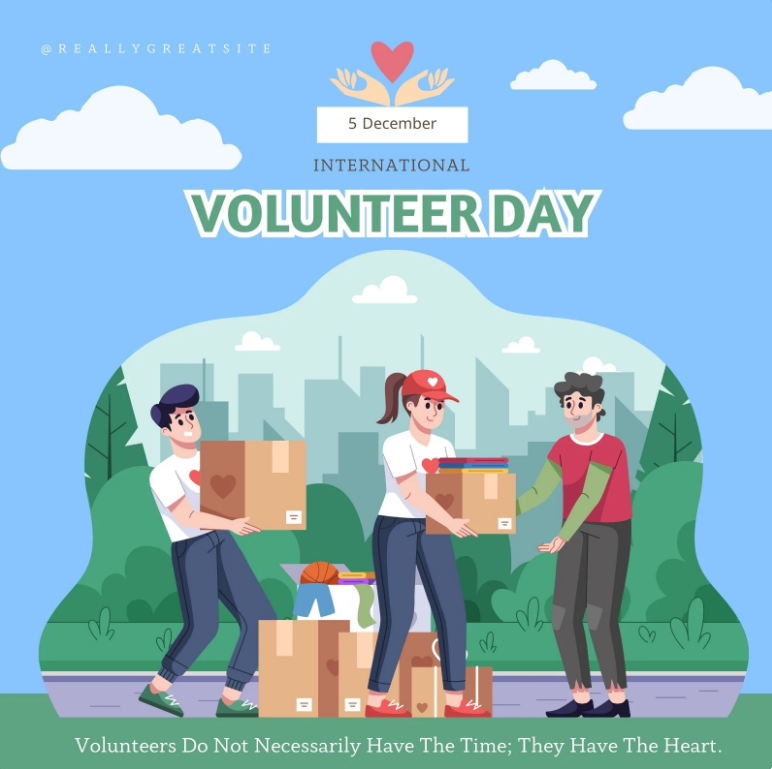 @REALLYGREATSITE
5 December
INTERNATIONAL
VOLUNTEER DAY
Volunteers Do Not Necessarily Have The Time; They Have The Heart.